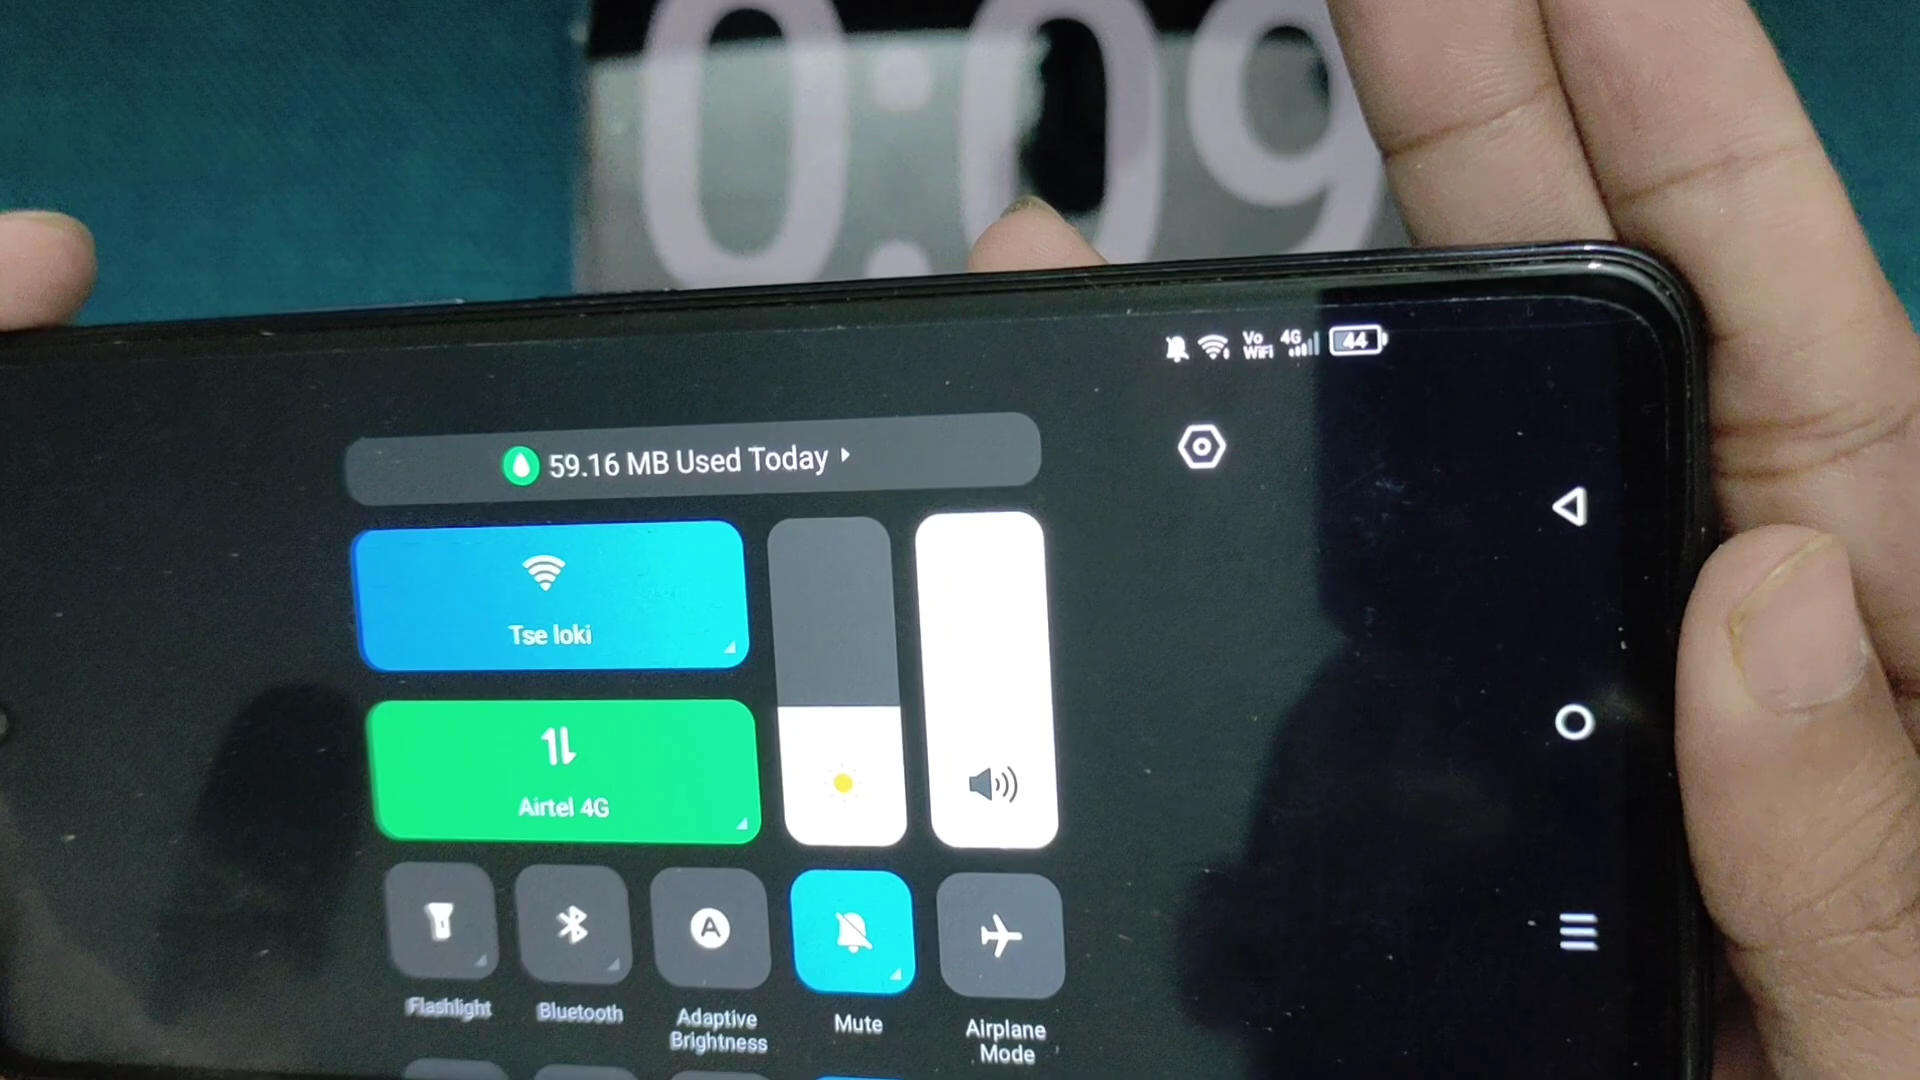 0:09
Vo
WiFi
4G
44
59.16 MB Used Today
Tse loki
Airtel 4G
A
Flashlight
Bluetooth
Adaptive
Brightness
Mute
Airplane
Mode